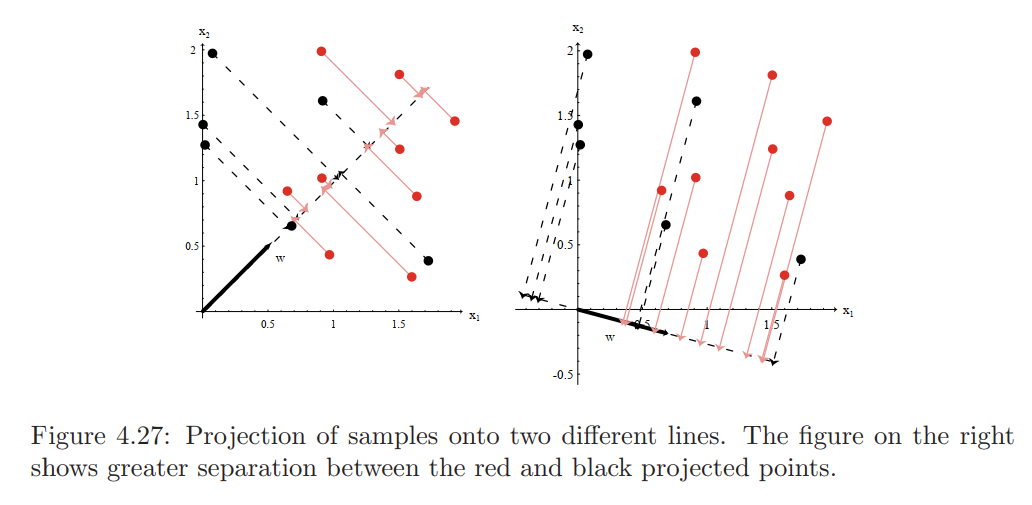 x2
2
1.5
1
0.5
w
0.5
1
1.5
x1
x2
2
1.5
1
0.5
-0.5
0.5
1
1.5
x1
w
Figure 4.27: Projection of samples onto two different lines. The figure on the right
shows greater separation between the red and black projected points.